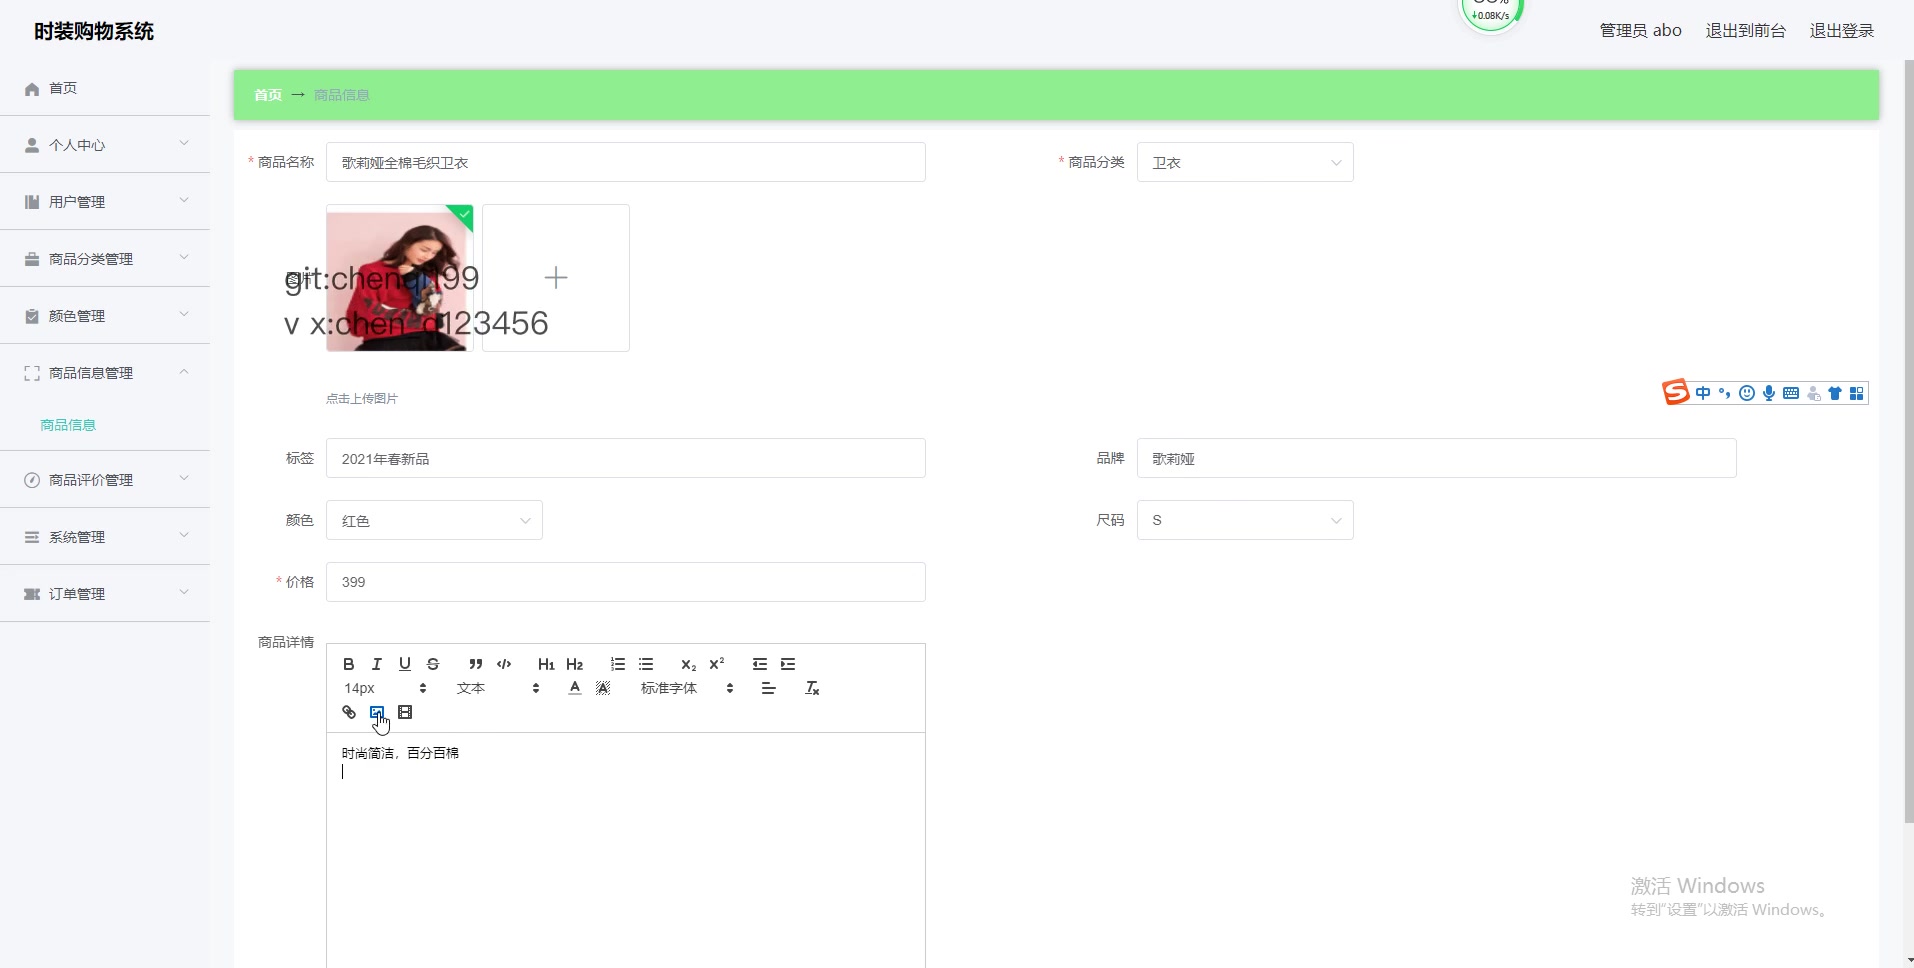 时装购物系统
↓0.08K/s
管理员 abo
退出到前台
退出登录
首页
个人中心
用户管理
商品分类管理
颜色管理
商品信息管理
商品信息
商品评价管理
系统管理
订单管理
首页 → 商品信息
* 商品名称
歌莉娅全棉毛织卫衣
* 商品分类
卫衣
图片
git:chenqi199
v x:chen-q123456
点击上传图片
中
标签
2021年春新品
品牌
歌莉娅
颜色
红色
尺码
S
* 价格
399
商品详情
B I U S H1 H2 X2 X2
14px 文本 A A 标准字体 Tx
时尚简洁，百分百棉
激活 Windows
转到“设置”以激活 Windows。